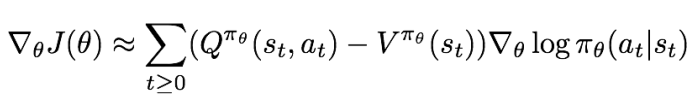 ∇_θ J(θ) ≈ ∑_{t≥0} (Q^{π_θ}(s_t, a_t) − V^{π_θ}(s_t)) ∇_θ log π_θ(a_t|s_t)